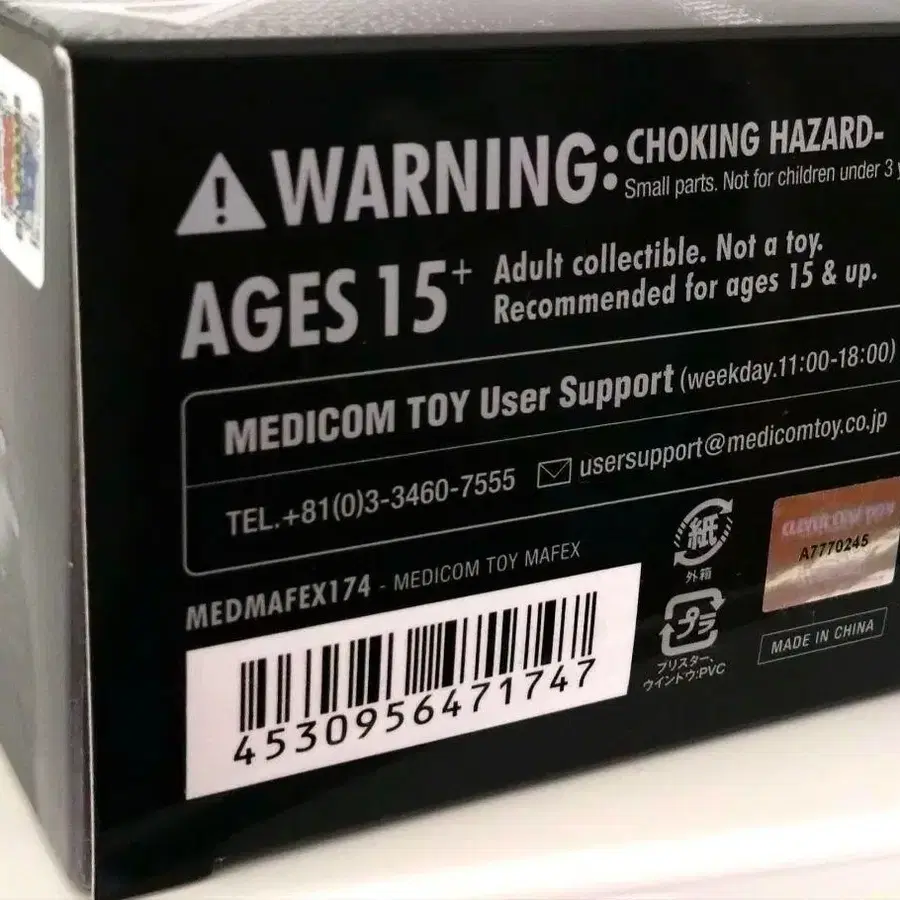 WARNING:
CHOKING HAZARD-
Small parts. Not for children under 3
AGES 15+
Adult collectible. Not a toy.
Recommended for ages 15 & up.
MEDICOM TOY User Support (weekday.11:00-18:00)
TEL.+81(0)3-3460-7555 usersupport@medicomtoy.co.jp
MEDMAFEX174 - MEDICOM TOY MAFEX
4530956471747
紙
外箱
プラ
ブリスター、
ウインドウ:PVC
A7770245
MADE IN CHINA